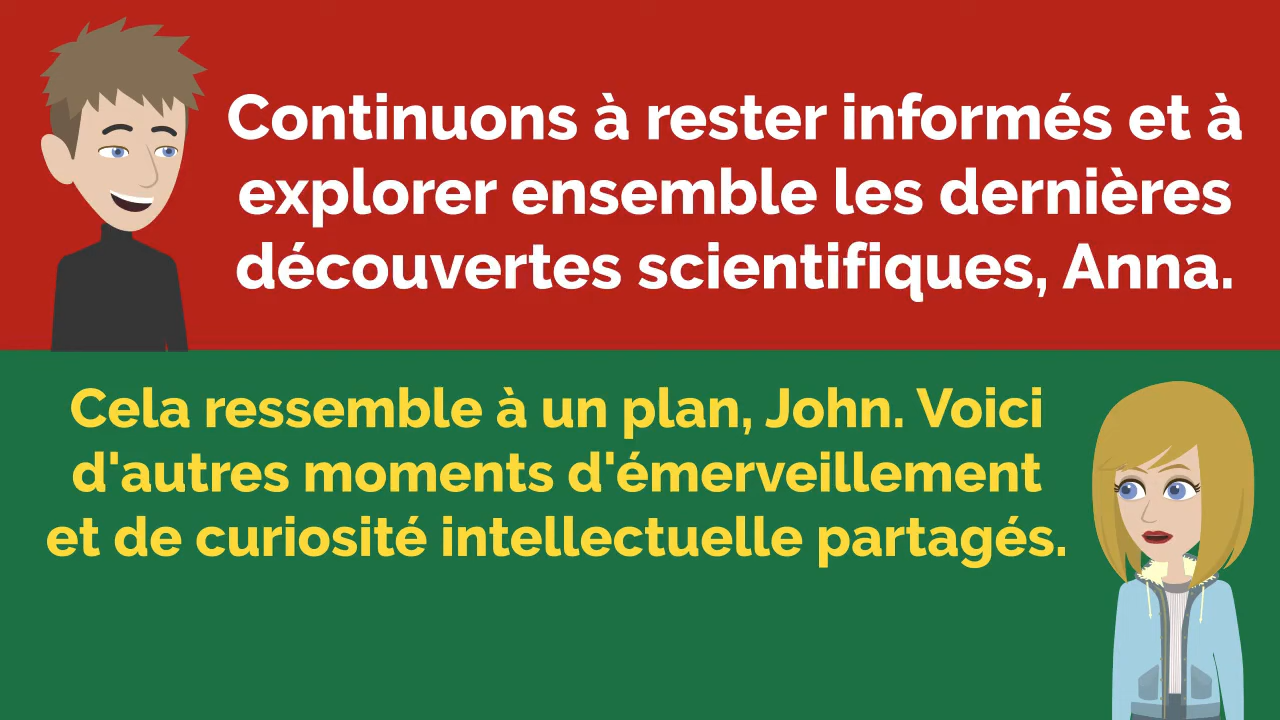 Continuons à rester informés et à
explorer ensemble les dernières
découvertes scientifiques, Anna.
Cela ressemble à un plan, John. Voici
d'autres moments d'émerveillement
et de curiosité intellectuelle partagés.